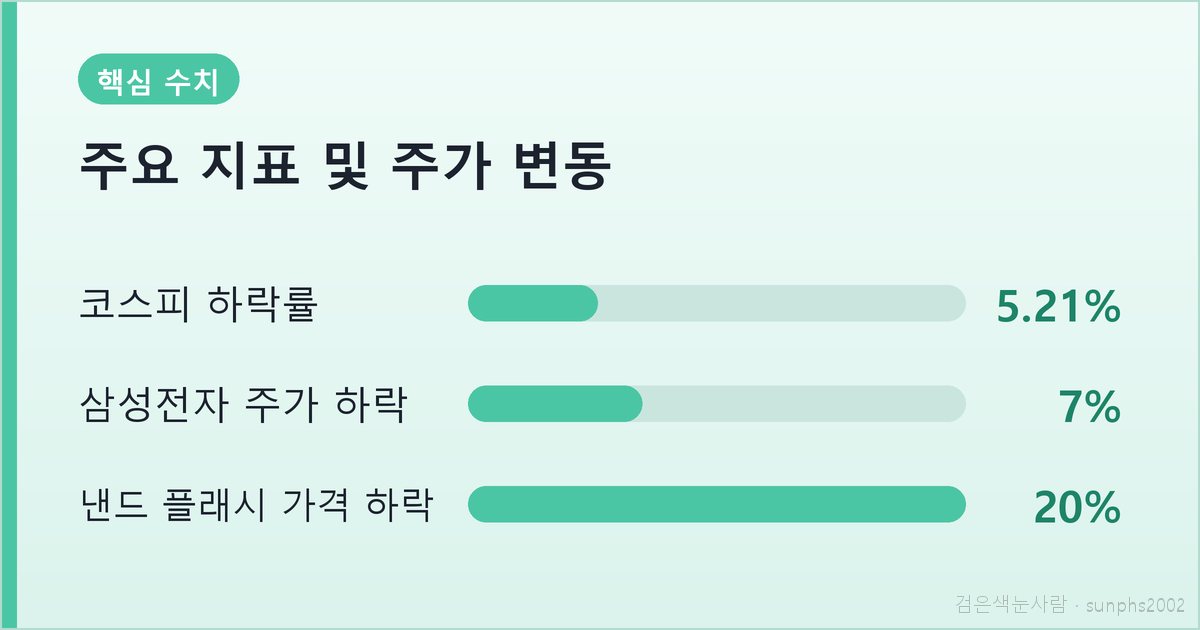 핵심 수치
주요 지표 및 주가 변동
코스피 하락률 5.21%
삼성전자 주가 하락 7%
낸드 플래시 가격 하락 20%
검은색눈사람 · sunphs2002